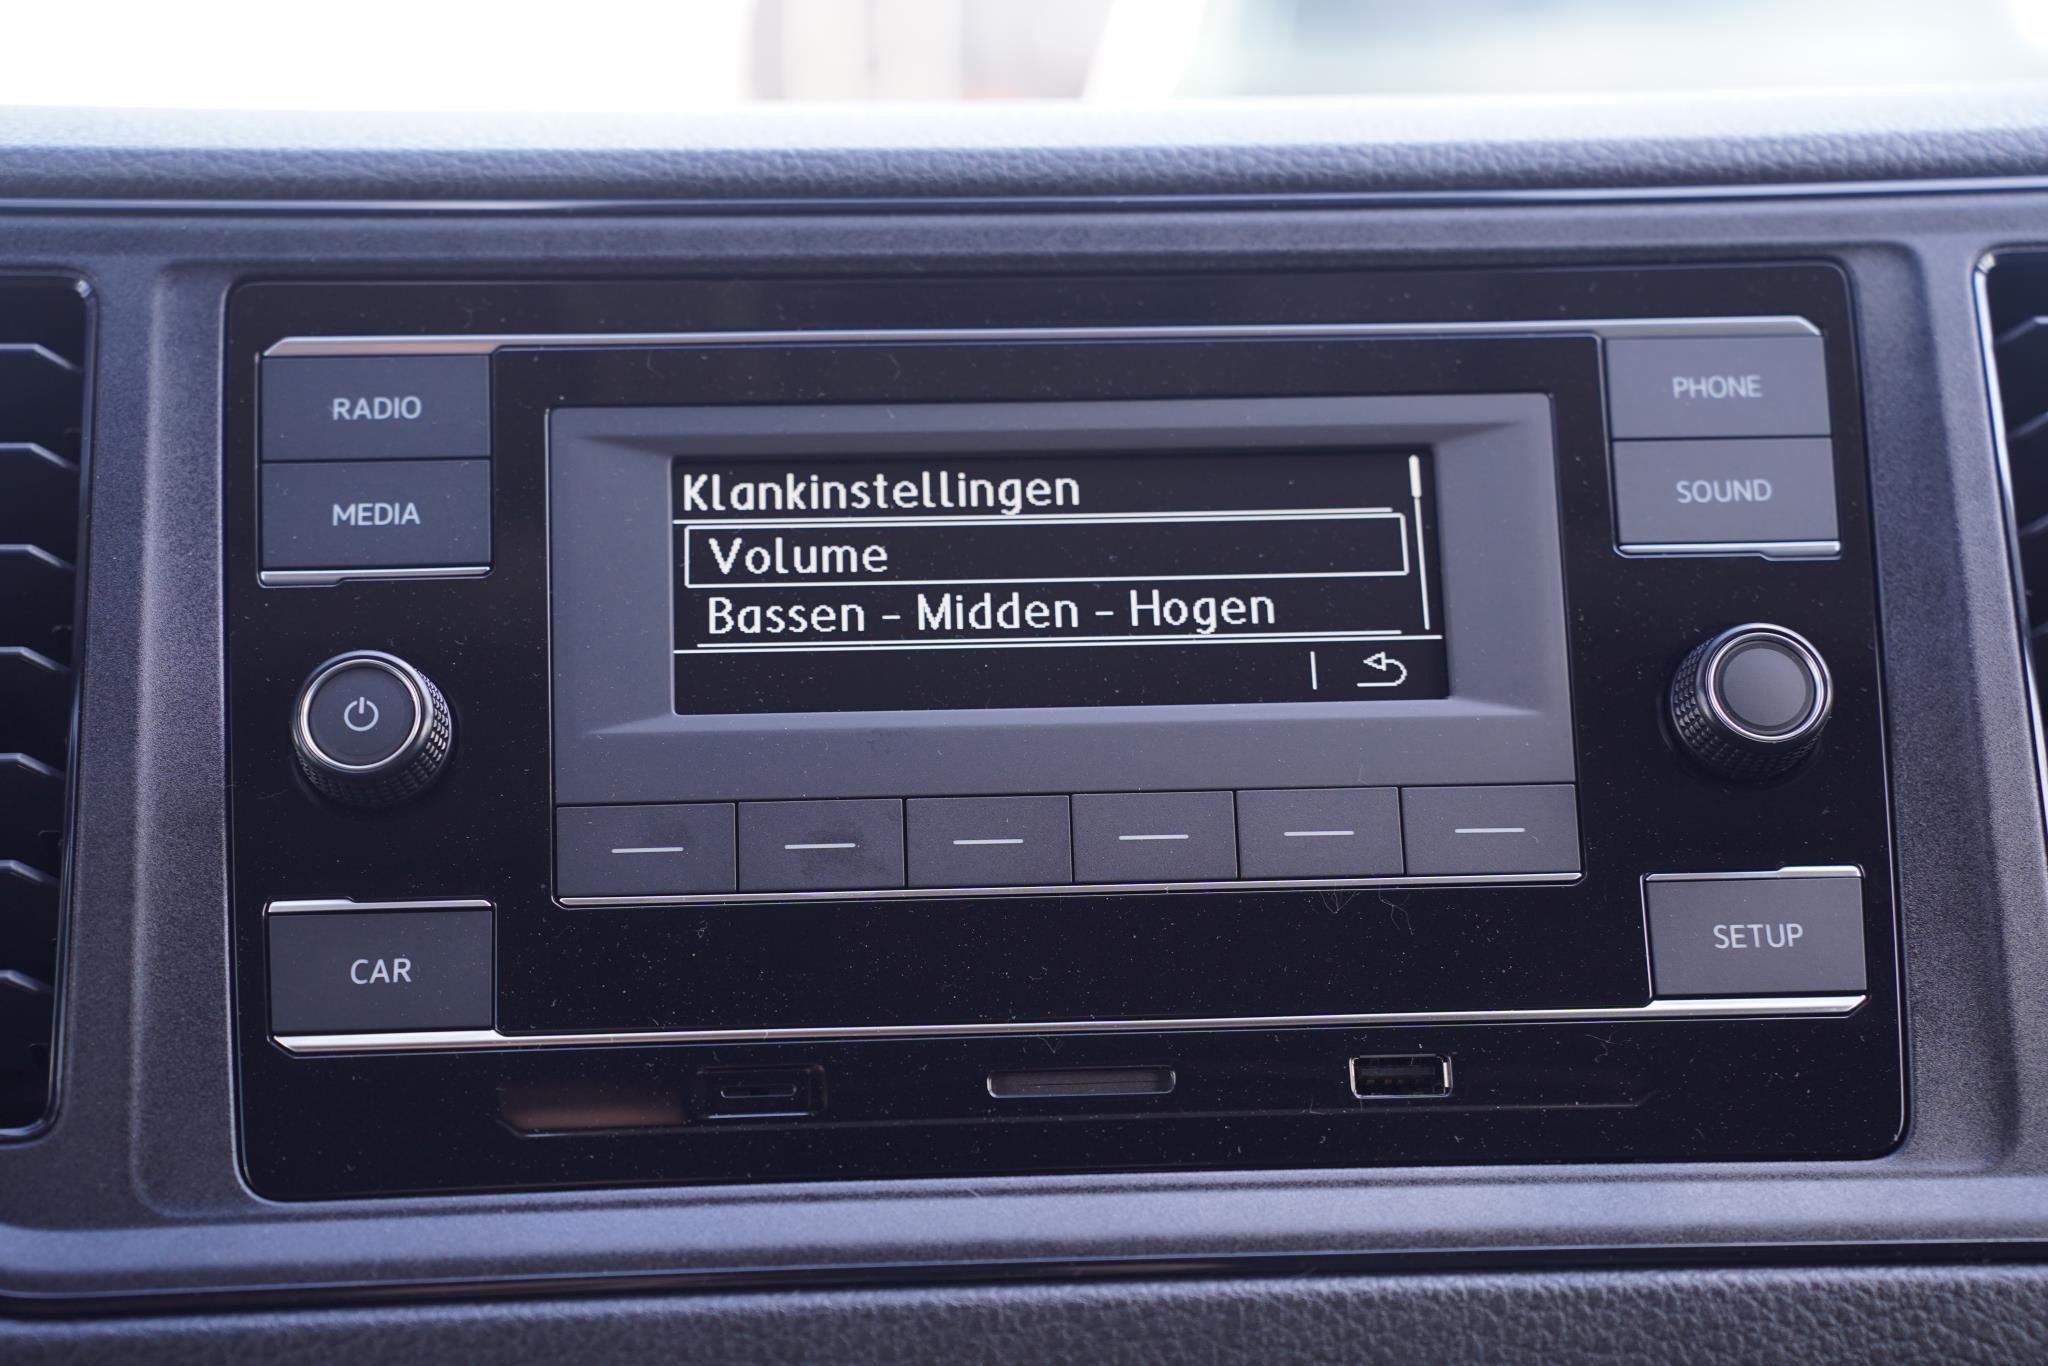 RADIO
MEDIA
PHONE
SOUND
Klankinstellingen
Volume
Bassen - Midden - Hogen
CAR
SETUP